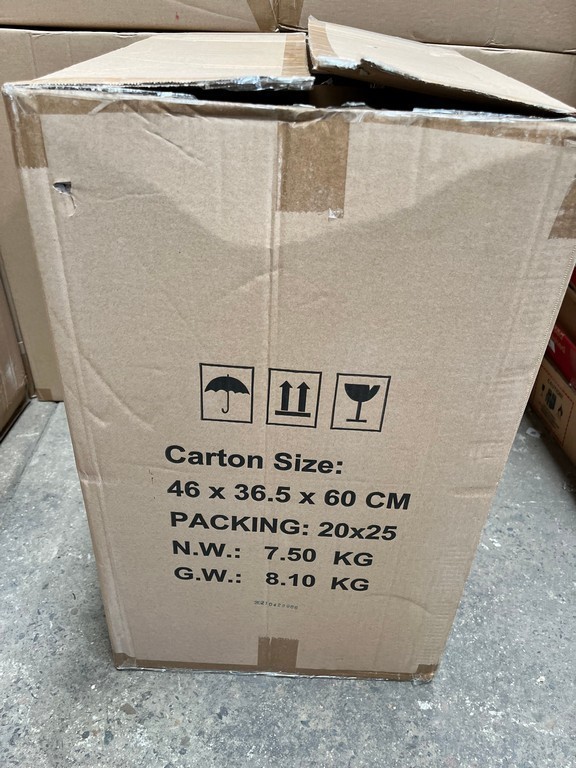 Carton Size:
46 x 36.5 x 60 CM
PACKING: 20x25
N.W.: 7.50 KG
G.W.: 8.10 KG